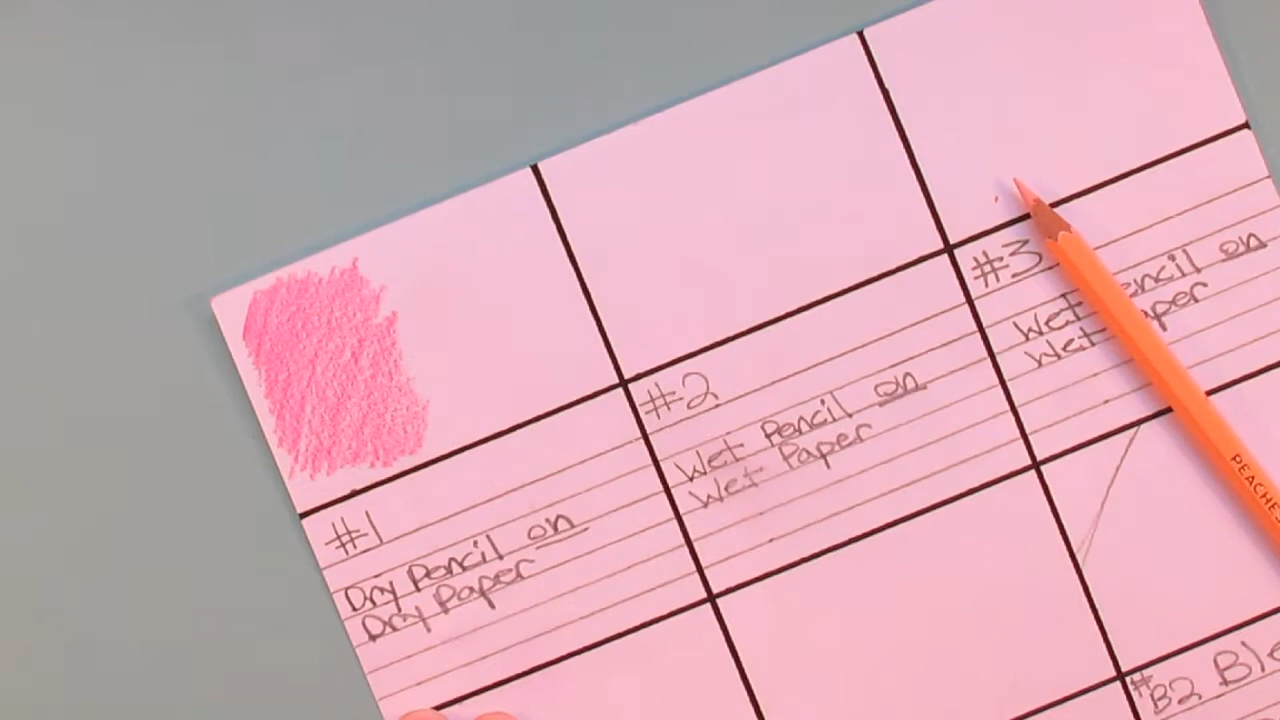 #1
Dry Pencil on
Dry Paper
#2
Wet Pencil on
Wet Paper
#3
Wet Pencil on
Wet Paper
#B2
PEACHES